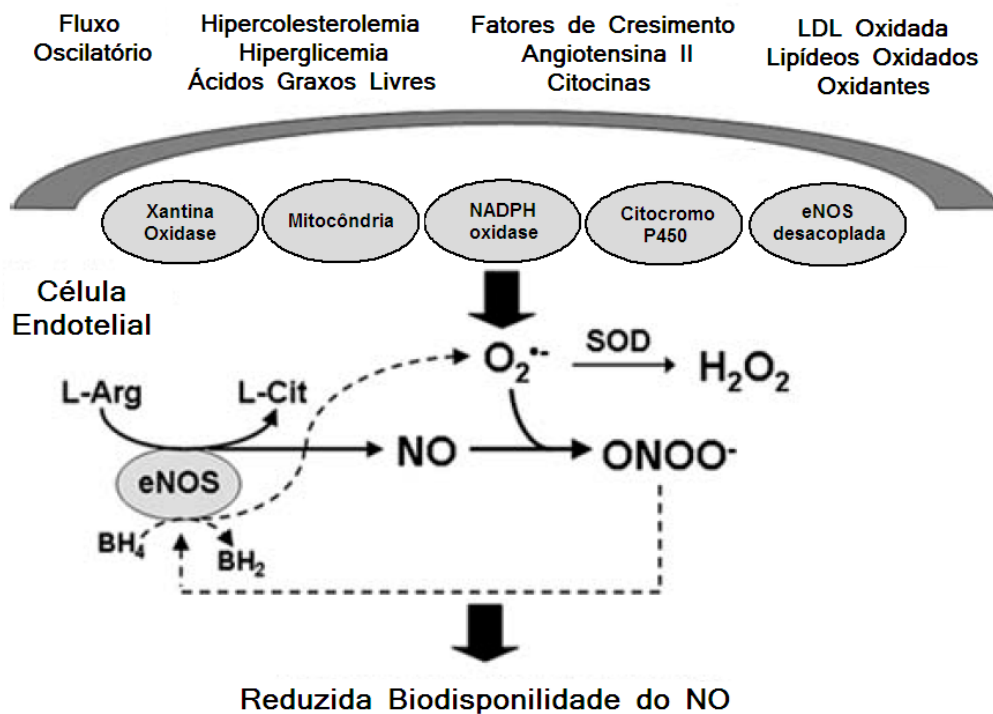 Fluxo
Oscilatório
Hipercolesterolemia
Hiperglicemia
Ácidos Graxos Livres
Fatores de Cresimento
Angiotensina II
Citocinas
LDL Oxidada
Lipídeos Oxidados
Oxidantes
Xantina
Oxidase
Mitocôndria
NADPH
oxidase
Citocromo
P450
eNOS
desacoplada
Célula
Endotelial
O₂•-
SOD
H₂O₂
L-Arg
L-Cit
eNOS
NO
ONOO-
BH₄
BH₂
Reduzida Biodisponilidade do NO